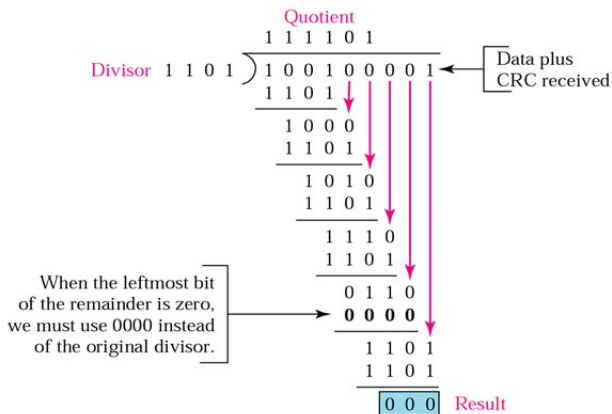 Quotient
1 1 1 1 0 1
Divisor 1 1 0 1 ) 1 0 0 1 0 0 0 0 1
Data plus
CRC received
1 1 0 1
1 0 0 0
1 1 0 1
1 0 1 0
1 1 0 1
1 1 1 0
1 1 0 1
When the leftmost bit
of the remainder is zero,
we must use 0000 instead
of the original divisor.
0 1 1 0
0 0 0 0
1 1 0 1
1 1 0 1
0 0 0 Result